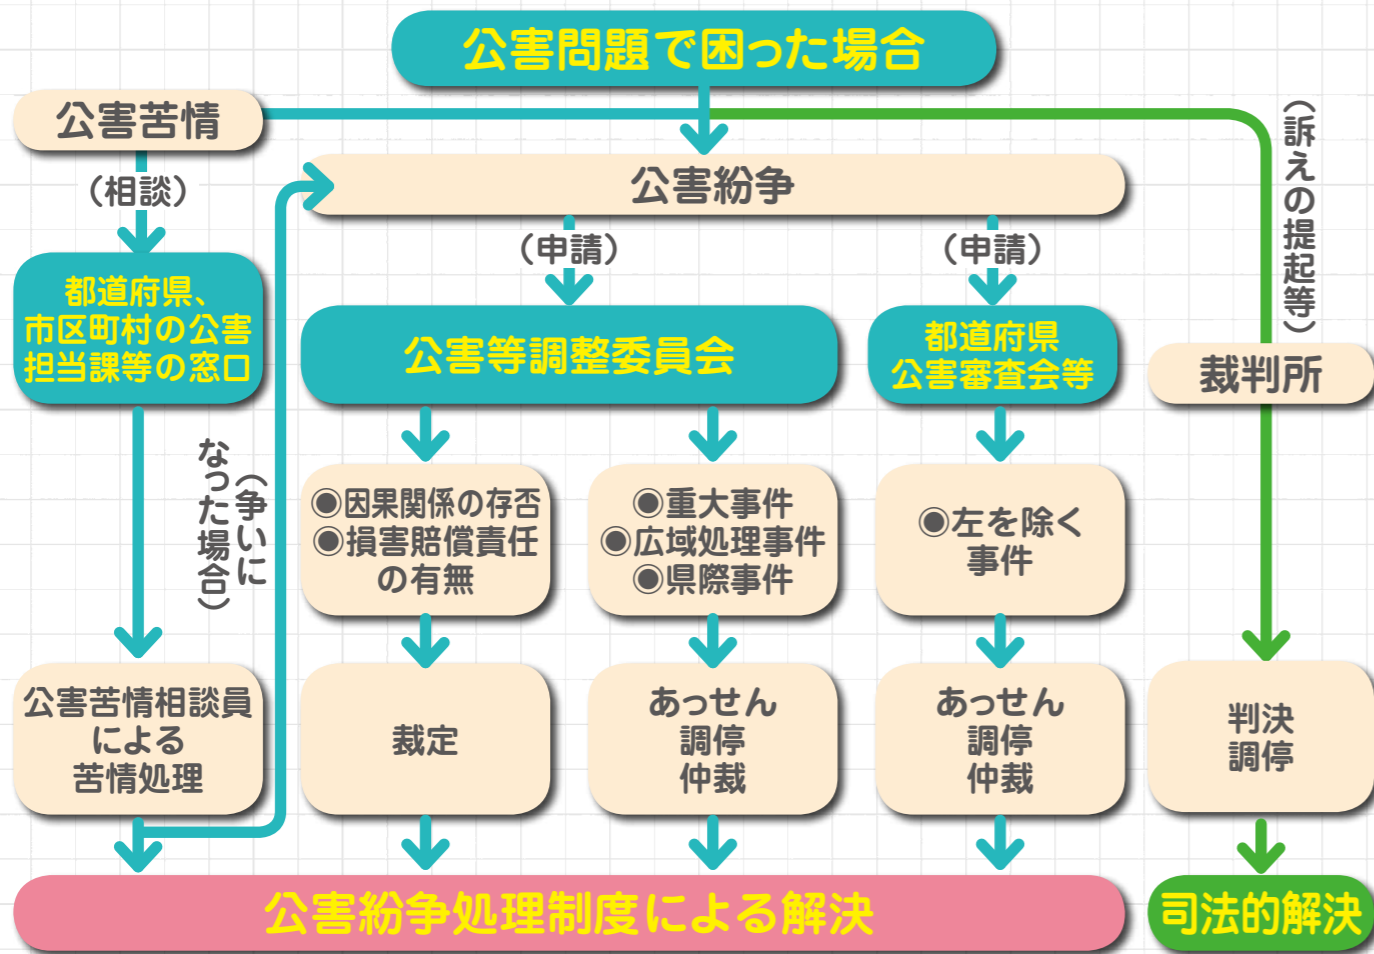 公害問題で困った場合
公害苦情
（相談）
都道府県、
市区町村の公害
担当課等の窓口
（争いに
なった場合）
公害苦情相談員
による
苦情処理
公害紛争
（申請）
公害等調整委員会
◉因果関係の存否
◉損害賠償責任
の有無
裁定
◉重大事件
◉広域処理事件
◉県際事件
あっせん
調停
仲裁
（申請）
都道府県
公害審査会等
◉左を除く
事件
あっせん
調停
仲裁
（訴えの提起等）
裁判所
判決
調停
公害紛争処理制度による解決
司法的解決